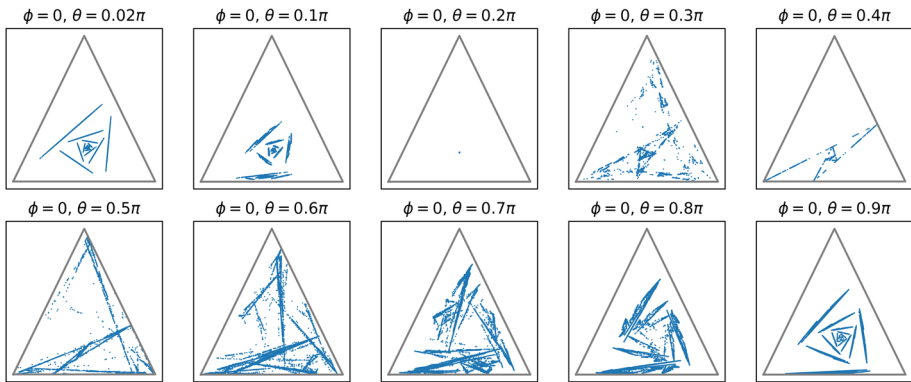 ϕ = 0, θ = 0.02π
ϕ = 0, θ = 0.1π
ϕ = 0, θ = 0.2π
ϕ = 0, θ = 0.3π
ϕ = 0, θ = 0.4π
ϕ = 0, θ = 0.5π
ϕ = 0, θ = 0.6π
ϕ = 0, θ = 0.7π
ϕ = 0, θ = 0.8π
ϕ = 0, θ = 0.9π